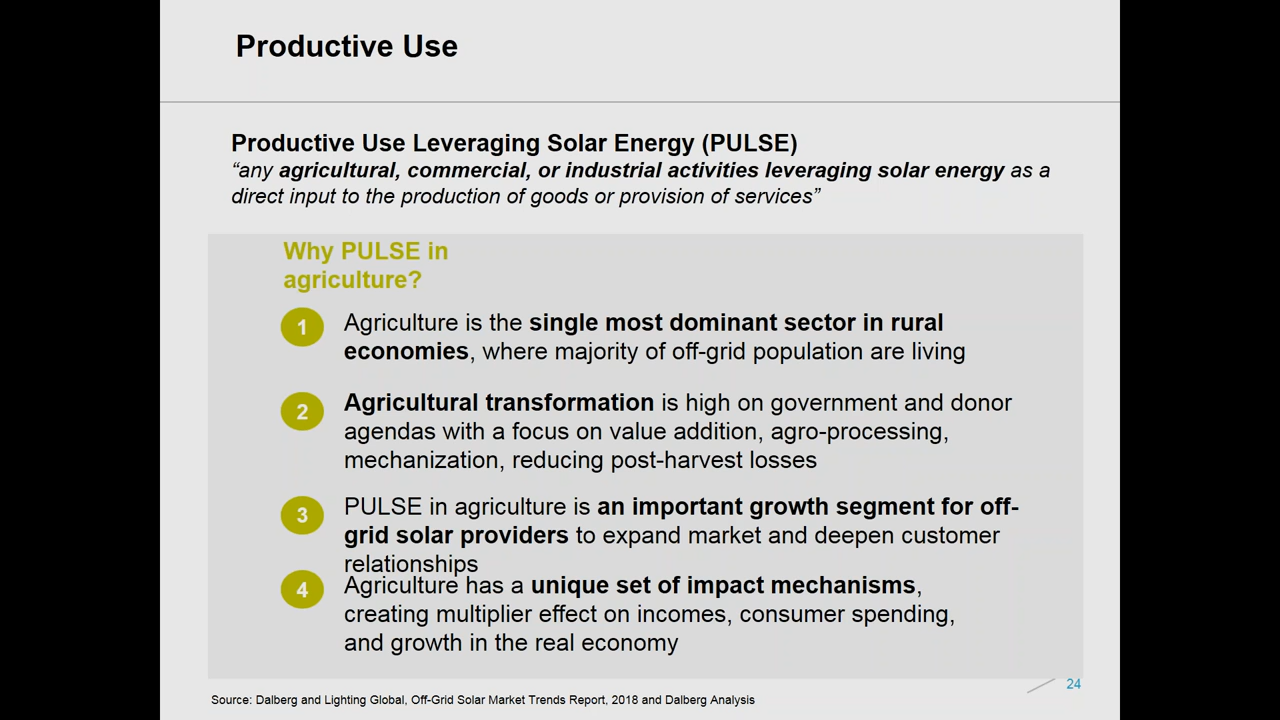 Productive Use
Productive Use Leveraging Solar Energy (PULSE)
“any agricultural, commercial, or industrial activities leveraging solar energy as a
direct input to the production of goods or provision of services”
Why PULSE in
agriculture?
1
Agriculture is the single most dominant sector in rural
economies, where majority of off-grid population are living
2
Agricultural transformation is high on government and donor
agendas with a focus on value addition, agro-processing,
mechanization, reducing post-harvest losses
3
PULSE in agriculture is an important growth segment for off-
grid solar providers to expand market and deepen customer
relationships
4
Agriculture has a unique set of impact mechanisms,
creating multiplier effect on incomes, consumer spending,
and growth in the real economy
24
Source: Dalberg and Lighting Global, Off-Grid Solar Market Trends Report, 2018 and Dalberg Analysis